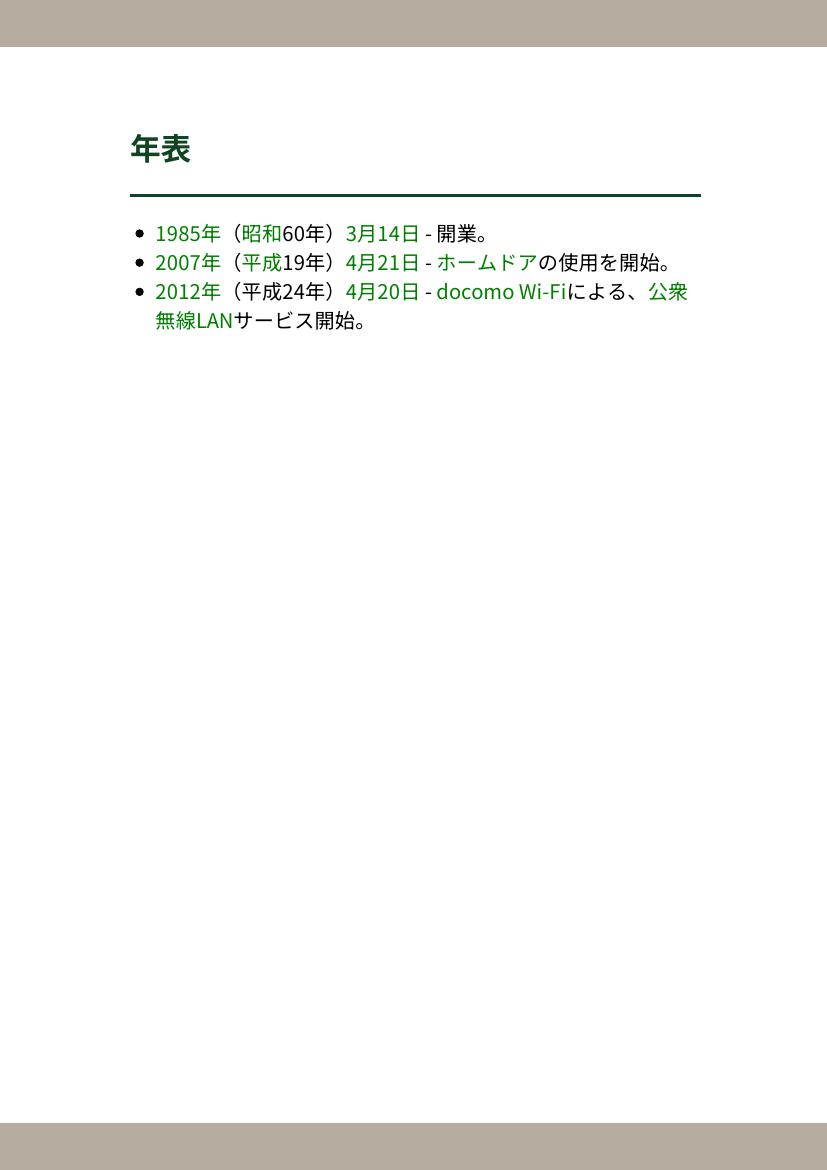 年表
1985年（昭和60年）3月14日 - 開業。
2007年（平成19年）4月21日 - ホームドアの使用を開始。
2012年（平成24年）4月20日 - docomo Wi-Fiによる、公衆
無線LANサービス開始。